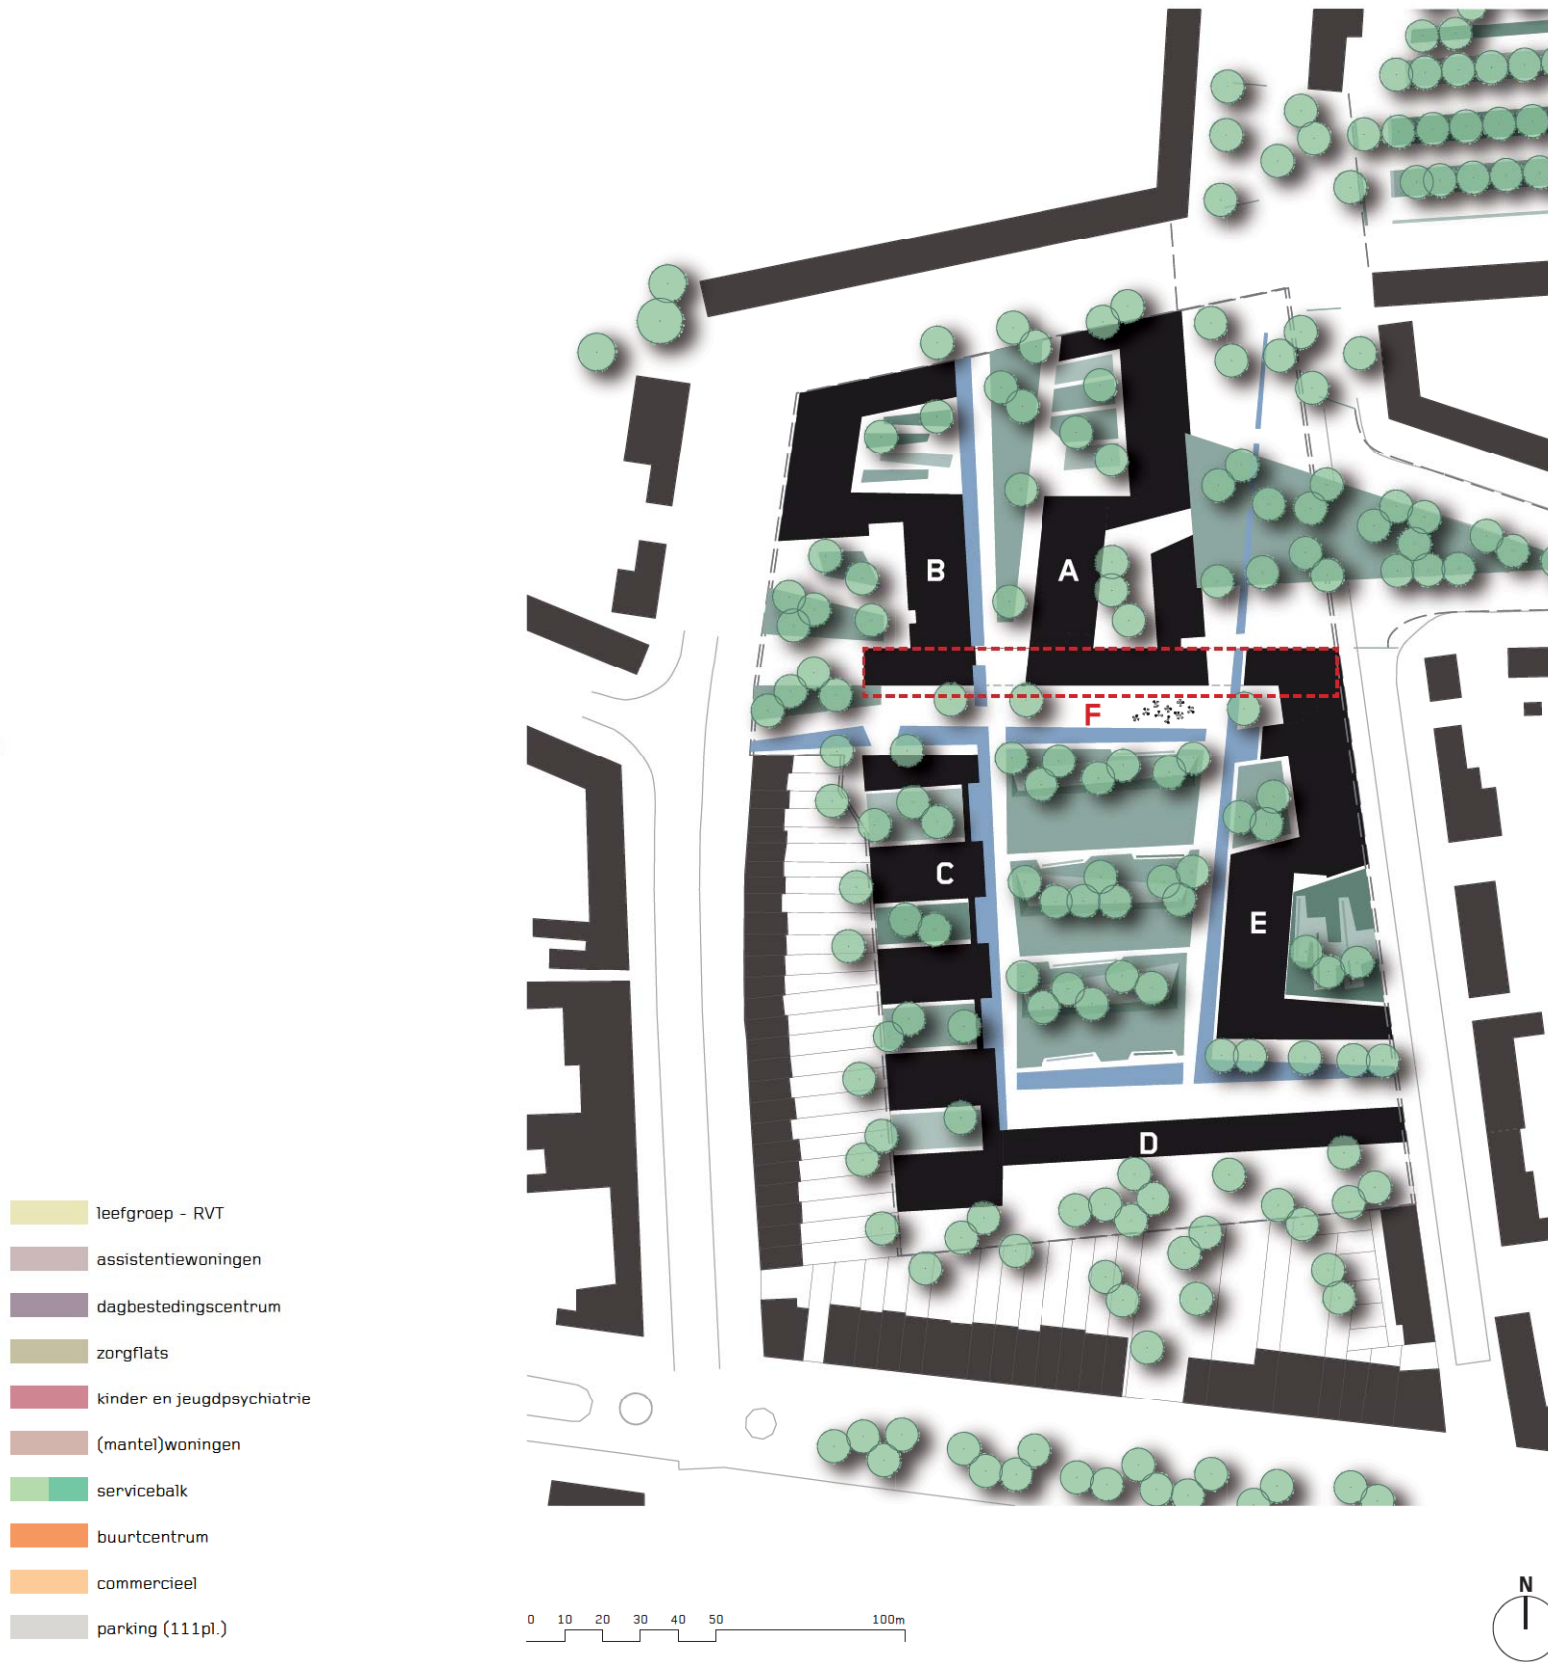 B
A
F
C
E
D
leefgroep - RVT
assistentiewoningen
dagbestedingscentrum
zorgflats
kinder en jeugdpsychiatrie
(mantel)woningen
servicebalk
buurtcentrum
commercieel
parking (111pl.)
0 10 20 30 40 50 100m
N